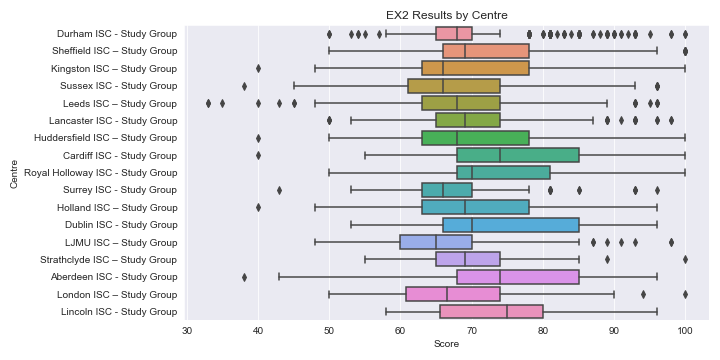 EX2 Results by Centre
Durham ISC - Study Group
Sheffield ISC – Study Group
Kingston ISC – Study Group
Sussex ISC - Study Group
Leeds ISC – Study Group
Lancaster ISC - Study Group
Huddersfield ISC – Study Group
Cardiff ISC - Study Group
Royal Holloway ISC - Study Group
Surrey ISC - Study Group
Holland ISC – Study Group
Dublin ISC - Study Group
LJMU ISC – Study Group
Strathclyde ISC - Study Group
Aberdeen ISC - Study Group
London ISC – Study Group
Lincoln ISC - Study Group
Centre
30 40 50 60 70 80 90 100
Score